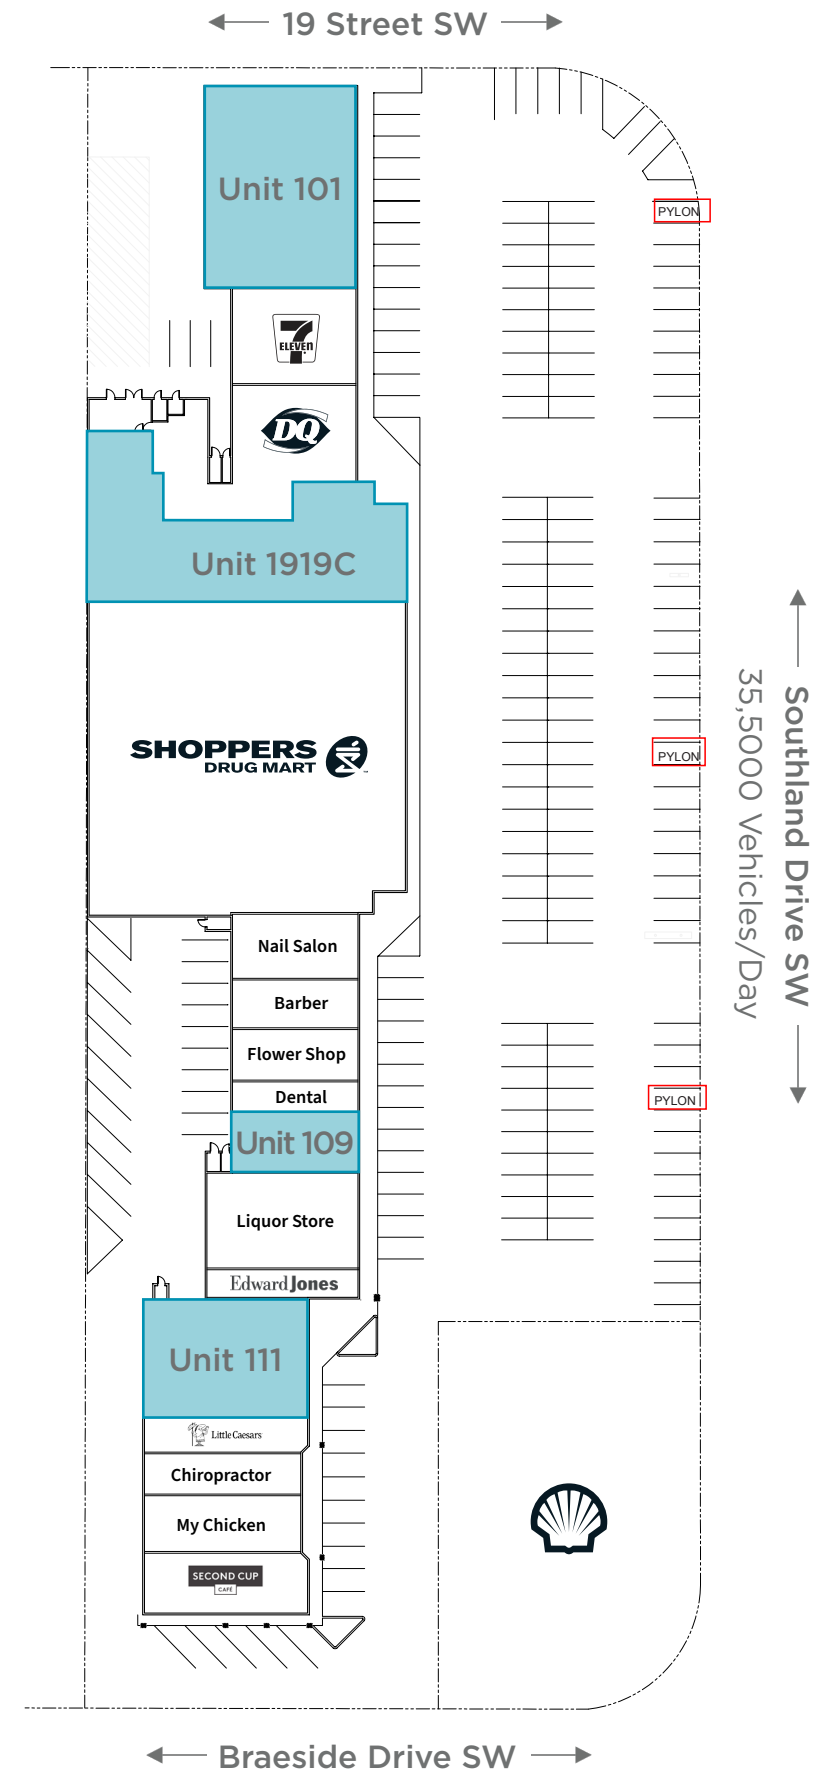 19 Street SW
Unit 101
PYLON
7
ELEVEN
DQ
Unit 1919C
Southland Drive SW
35,5000 Vehicles/Day
SHOPPERS
DRUG MART
PYLON
Nail Salon
Barber
Flower Shop
Dental
PYLON
Unit 109
Liquor Store
Edward Jones
Unit 111
Little Caesars
Chiropractor
My Chicken
SECOND CUP
CAFÉ
Braeside Drive SW